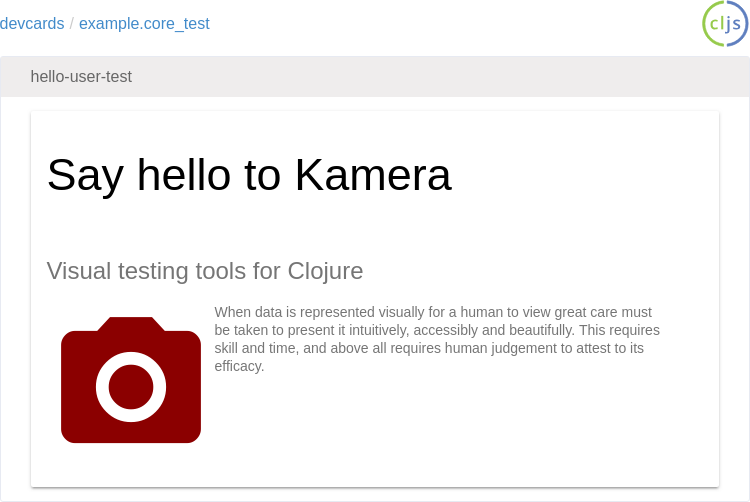 devcards / example.core_test
cljs
hello-user-test
Say hello to Kamera
Visual testing tools for Clojure
When data is represented visually for a human to view great care must
be taken to present it intuitively, accessibly and beautifully. This requires
skill and time, and above all requires human judgement to attest to its
efficacy.